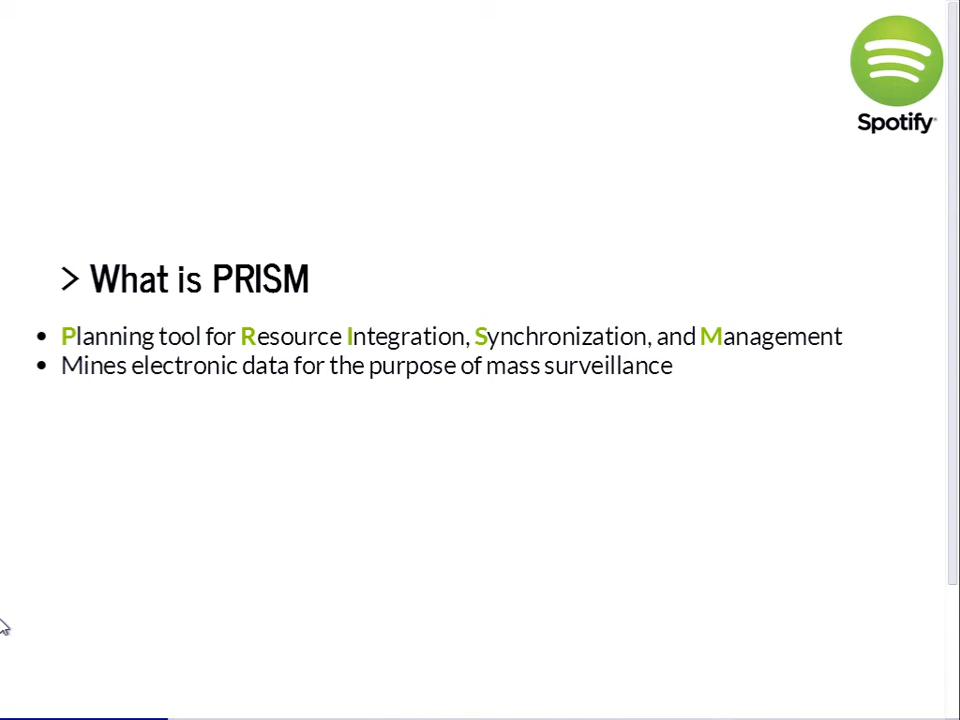 Spotify
> What is PRISM
• Planning tool for Resource Integration, Synchronization, and Management
• Mines electronic data for the purpose of mass surveillance